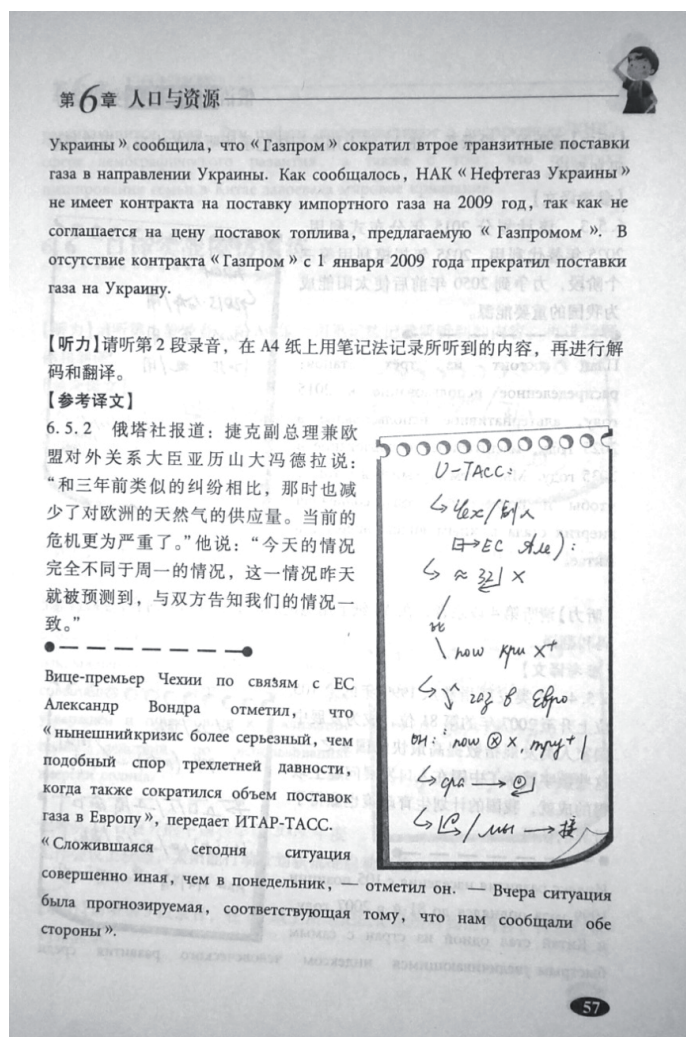 第6章 人口与资源
Украины» сообщила, что «Газпром» сократил втрое транзитные поставки
газа в направлении Украины. Как сообщалось, НАК «Нефтегаз Украины»
не имеет контракта на поставку импортного газа на 2009 год, так как не
соглашается на цену поставок топлива, предлагаемую «Газпромом». В
отсутствие контракта «Газпром» с 1 января 2009 года прекратил поставки
газа на Украину.
【听力】请听第2段录音，在A4纸上用笔记法记录所听到的内容，再进行解
码和翻译。
【参考译文】
6.5.2 俄塔社报道：捷克副总理兼欧
盟对外关系大臣亚历山大冯德拉说：
“和三年前类似的纠纷相比，那时也减
少了对欧洲的天然气的供应量。当前的
危机更为严重了。”他说：“今天的情况
完全不同于周一的情况，这一情况昨天
就被预测到，与双方告知我们的情况一
致。”
Вице-премьер Чехии по связям с ЕС
Александр Вондра отметил, что
«нынешнийкризис более серьезный, чем
подобный спор трехлетней давности,
когда также сократился объем поставок
газа в Европу», передает ИТАР-ТАСС.
«Сложившаяся сегодня ситуация
совершенно иная, чем в понедельник, — отметил он. — Вчера ситуация
была прогнозируемая, соответствующая тому, что нам сообщали обе
стороны».
U-ТАСС:
Чех/
→ЕС Але):
≈ X
now кри X+
газ в Евро
он: now ⊗ X, тру+
→
/мы → 接
57